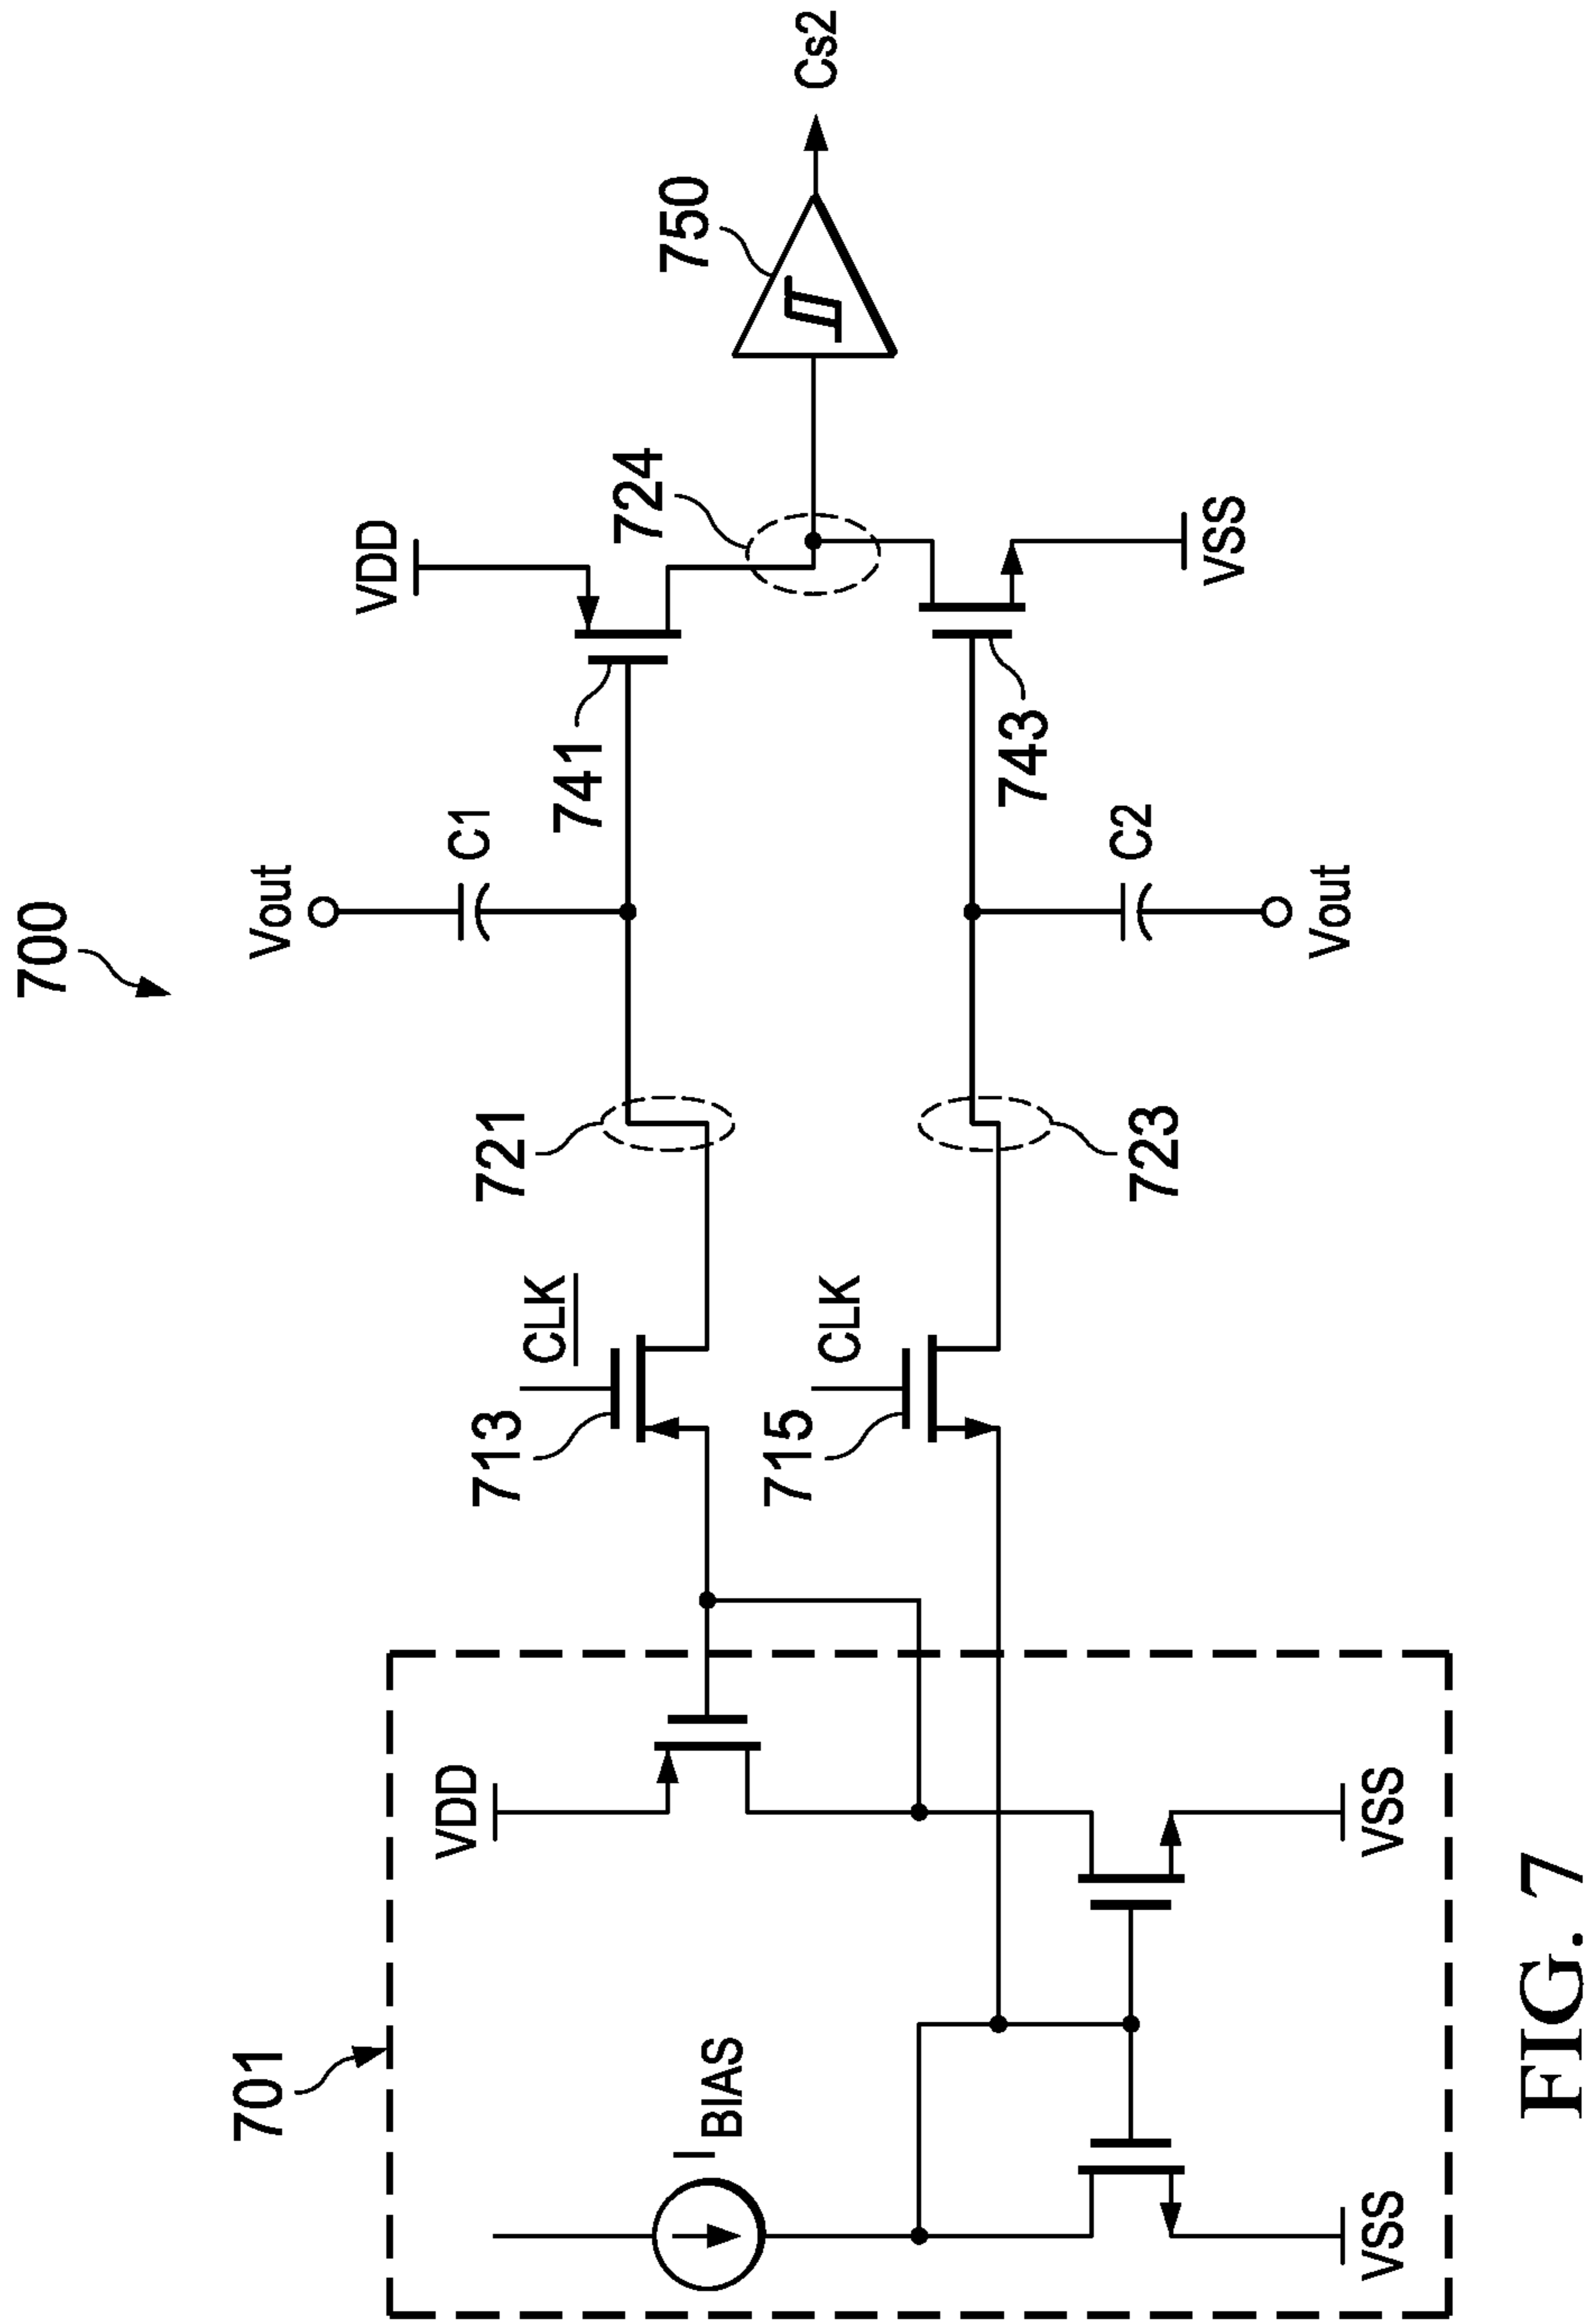 700
701
I BIAS
VSS
VDD
VSS
713
C̅L̅K̅
715
CLK
721
723
Vout
C1
C2
Vout
741
743
VDD
724
VSS
750
Cs2
FIG. 7